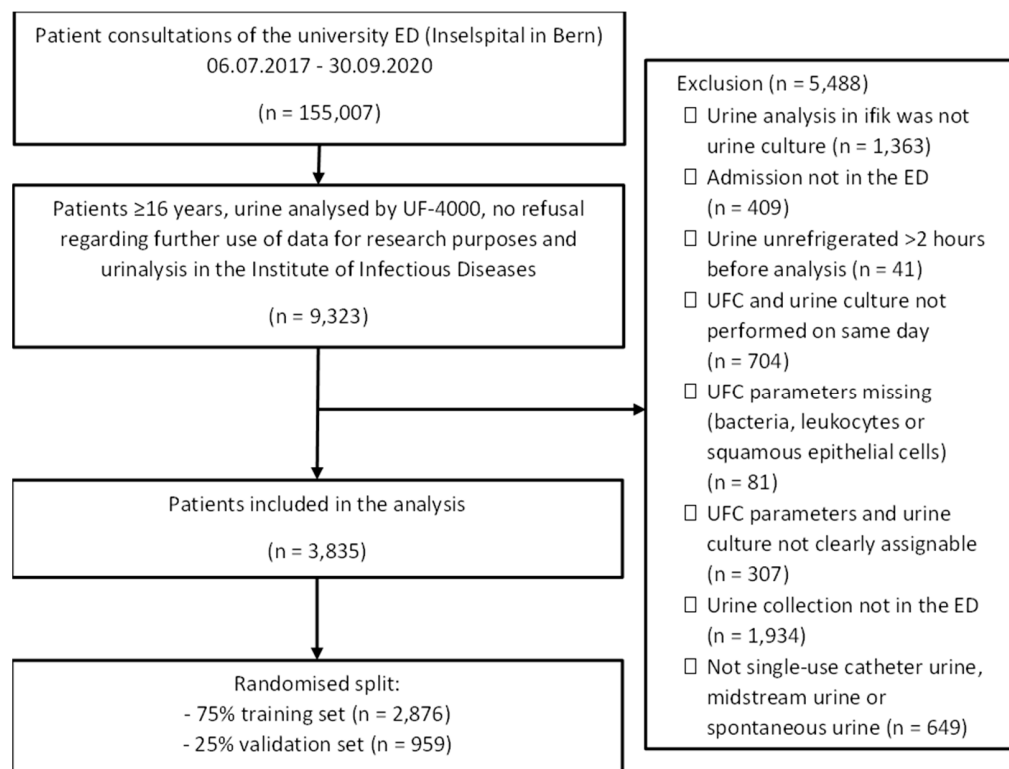 Patient consultations of the university ED (Inselspital in Bern)
06.07.2017 - 30.09.2020
(n = 155,007)
Patients ≥16 years, urine analysed by UF-4000, no refusal
regarding further use of data for research purposes and
urinalysis in the Institute of Infectious Diseases
(n = 9,323)
Exclusion (n = 5,488)
□ Urine analysis in ifik was not
urine culture (n = 1,363)
□ Admission not in the ED
(n = 409)
□ Urine unrefrigerated >2 hours
before analysis (n = 41)
□ UFC and urine culture not
performed on same day
(n = 704)
□ UFC parameters missing
(bacteria, leukocytes or
squamous epithelial cells)
(n = 81)
□ UFC parameters and urine
culture not clearly assignable
(n = 307)
□ Urine collection not in the ED
(n = 1,934)
□ Not single-use catheter urine,
midstream urine or
spontaneous urine (n = 649)
Patients included in the analysis
(n = 3,835)
Randomised split:
- 75% training set (n = 2,876)
- 25% validation set (n = 959)